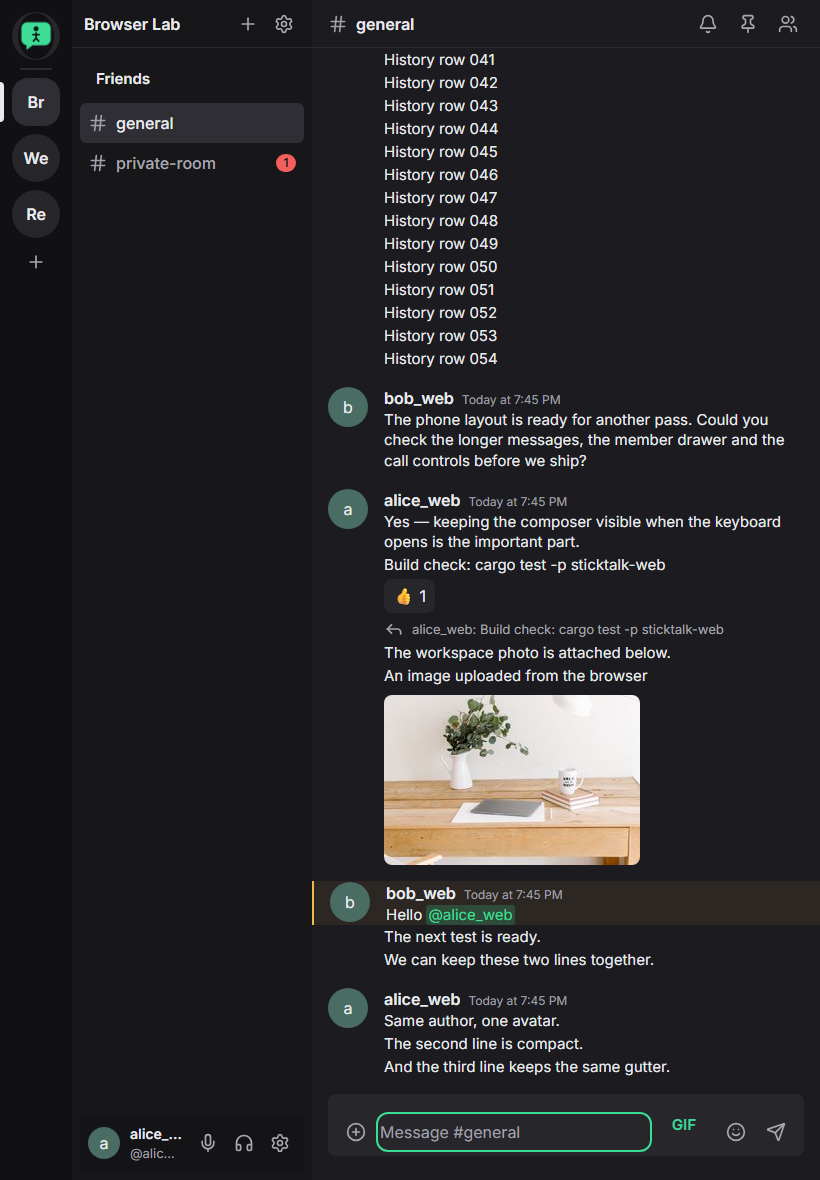 Browser Lab
Friends
Br
# general
We
# private-room
1
Re
# general
History row 041
History row 042
History row 043
History row 044
History row 045
History row 046
History row 047
History row 048
History row 049
History row 050
History row 051
History row 052
History row 053
History row 054
b
bob_web Today at 7:45 PM
The phone layout is ready for another pass. Could you
check the longer messages, the member drawer and the
call controls before we ship?
a
alice_web Today at 7:45 PM
Yes — keeping the composer visible when the keyboard
opens is the important part.
Build check: cargo test -p sticktalk-web
👍 1
alice_web: Build check: cargo test -p sticktalk-web
The workspace photo is attached below.
An image uploaded from the browser
b
bob_web Today at 7:45 PM
Hello @alice_web
The next test is ready.
We can keep these two lines together.
a
alice_web Today at 7:45 PM
Same author, one avatar.
The second line is compact.
And the third line keeps the same gutter.
Message #general
GIF
a
alice_...
@alic...